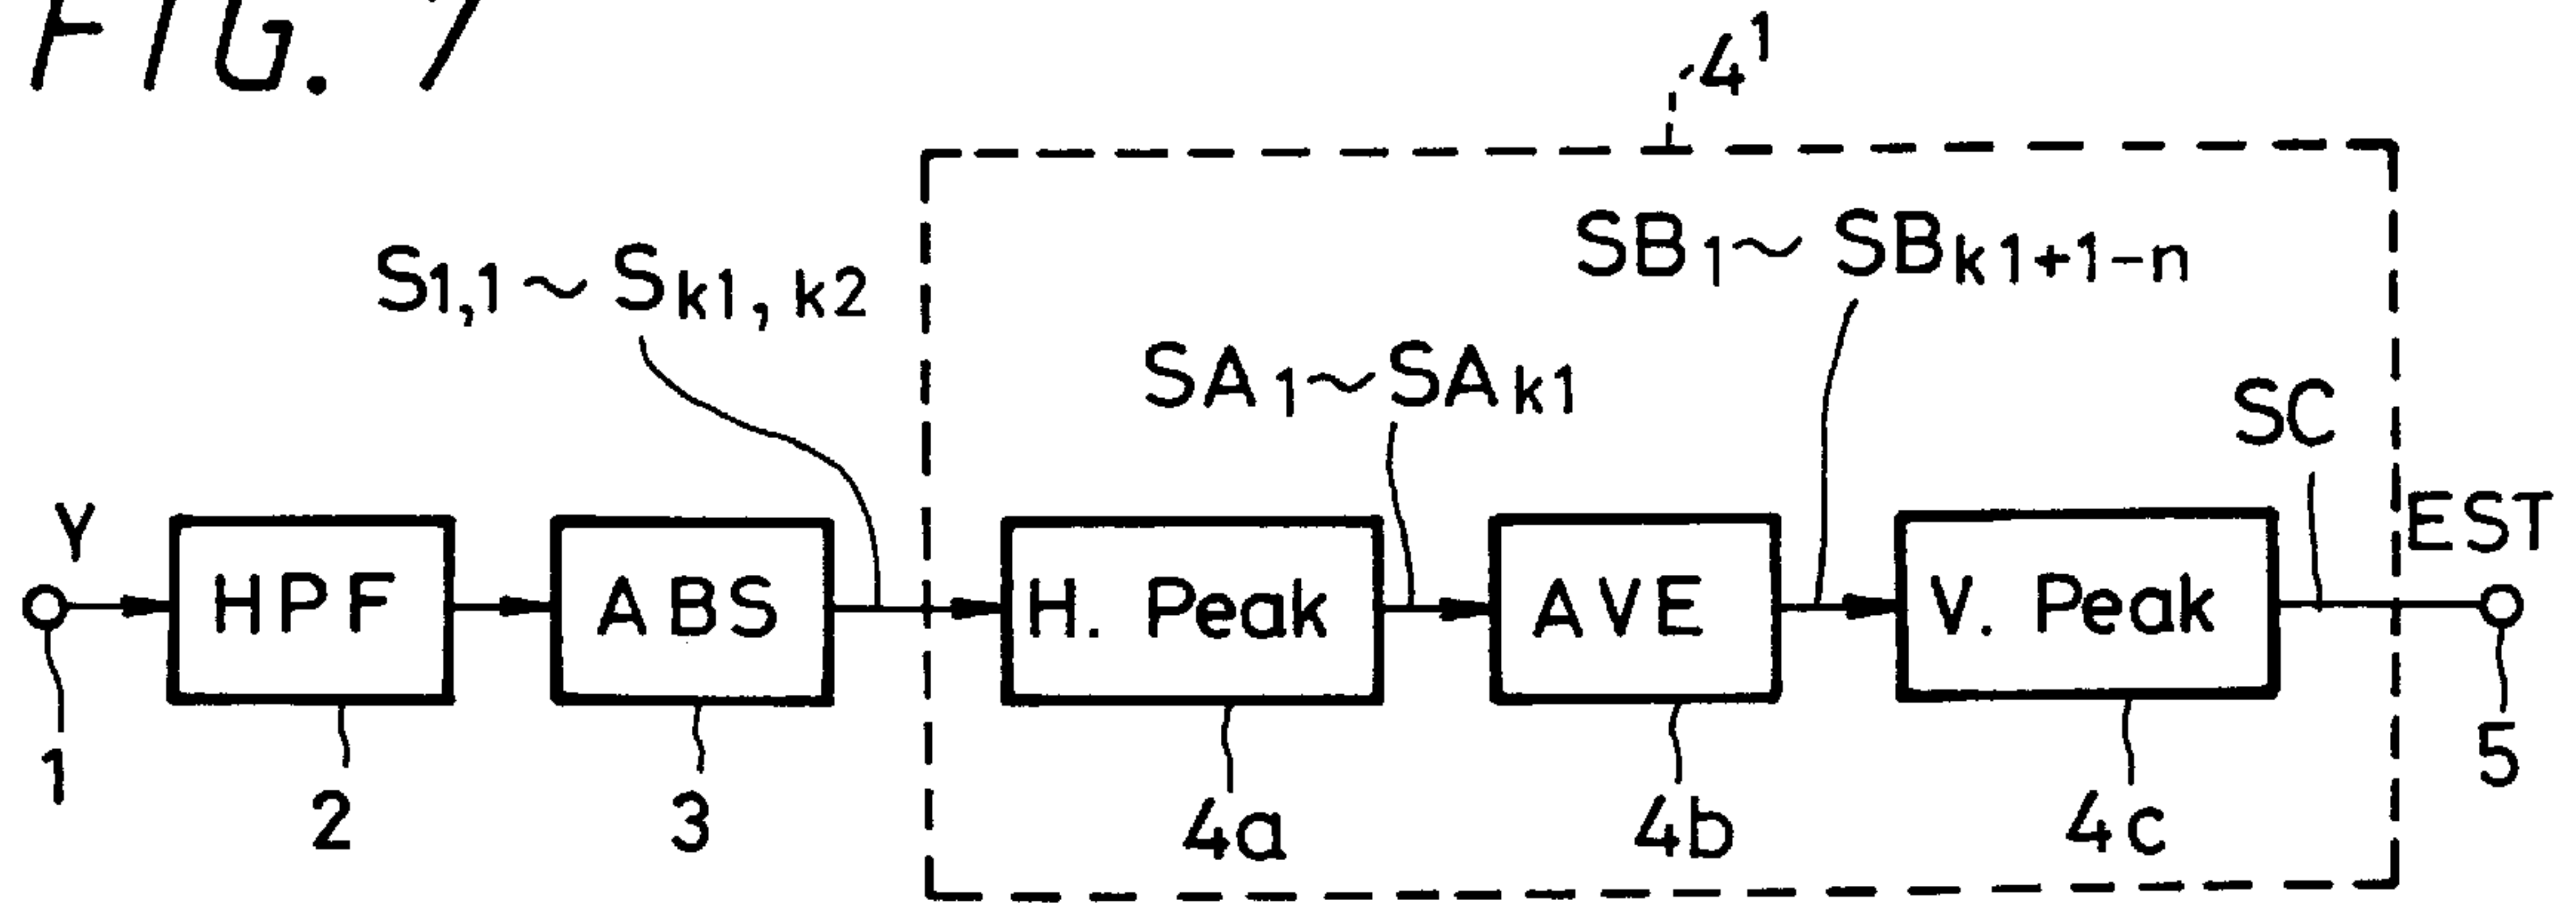 FIG. 7
4¹
SB₁~SBₖ₁₊₁₋ₙ
S₁,₁~Sₖ₁,ₖ₂
SA₁~SAₖ₁
SC
Y
EST
HPF
ABS
H. Peak
AVE
V. Peak
1
2
3
4a
4b
4c
5